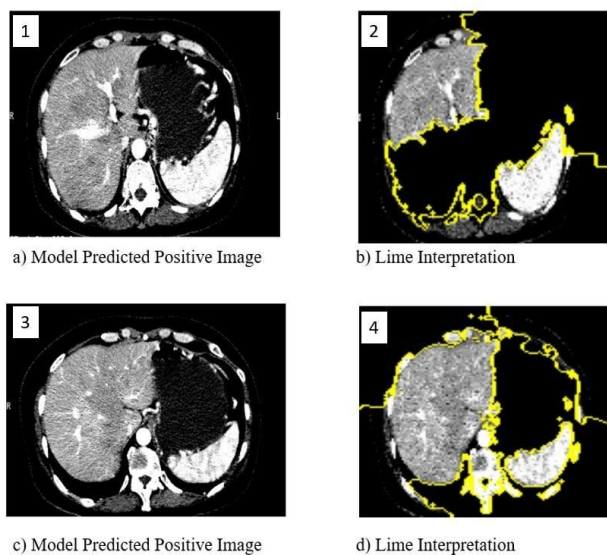 1
2
R
L
a) Model Predicted Positive Image
b) Lime Interpretation
3
4
R
c) Model Predicted Positive Image
d) Lime Interpretation